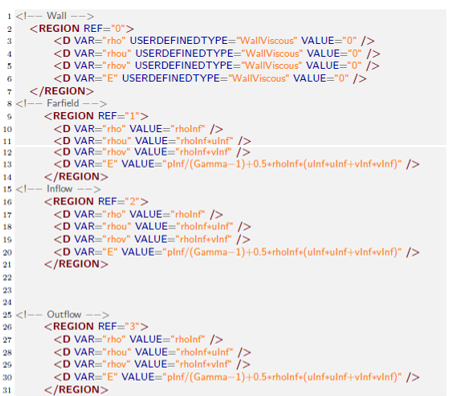 1 <!-- Wall -->
2 <REGION REF="0">
3 <D VAR="rho" USERDEFINEDTYPE="WallViscous" VALUE="0" />
4 <D VAR="rhou" USERDEFINEDTYPE="WallViscous" VALUE="0" />
5 <D VAR="rhov" USERDEFINEDTYPE="WallViscous" VALUE="0" />
6 <D VAR="E" USERDEFINEDTYPE="WallViscous" VALUE="0" />
7 </REGION>
8 <!-- Farfield -->
9 <REGION REF="1">
10 <D VAR="rho" VALUE="rhoInf" />
11 <D VAR="rhou" VALUE="rhoInf*uInf" />
12 <D VAR="rhov" VALUE="rhoInf*vInf" />
13 <D VAR="E" VALUE="pInf/(Gamma-1)+0.5*rhoInf*(uInf*uInf+vInf*vInf)" />
14 </REGION>
15 <!-- Inflow -->
16 <REGION REF="2">
17 <D VAR="rho" VALUE="rhoInf" />
18 <D VAR="rhou" VALUE="rhoInf*uInf" />
19 <D VAR="rhov" VALUE="rhoInf*vInf" />
20 <D VAR="E" VALUE="pInf/(Gamma-1)+0.5*rhoInf*(uInf*uInf+vInf*vInf)" />
21 </REGION>
22
23
24
25 <!-- Outflow -->
26 <REGION REF="3">
27 <D VAR="rho" VALUE="rhoInf" />
28 <D VAR="rhou" VALUE="rhoInf*uInf" />
29 <D VAR="rhov" VALUE="rhoInf*vInf" />
30 <D VAR="E" VALUE="pInf/(Gamma-1)+0.5*rhoInf*(uInf*uInf+vInf*vInf)" />
31 </REGION>